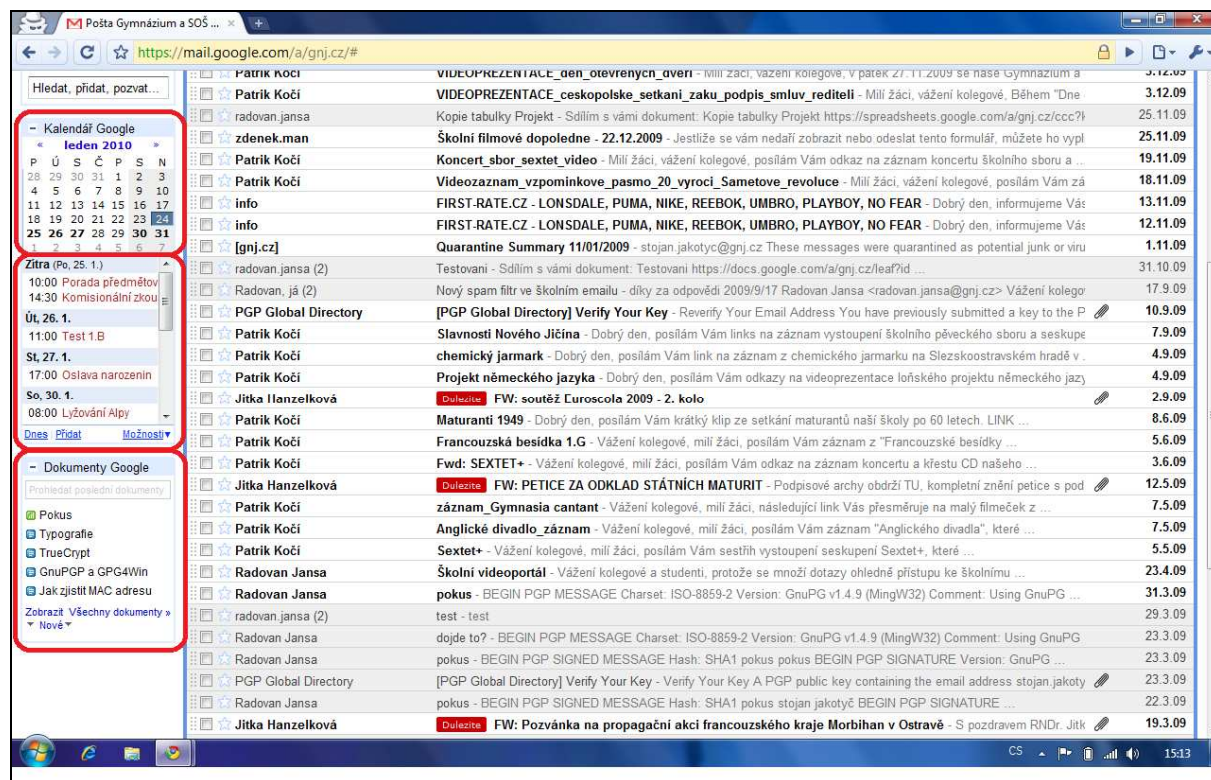 Pošta Gymnázium a SOŠ ...
https://mail.google.com/a/gnj.cz/#
Hledat, přidat, pozvat...
− Kalendář Google
« leden 2010 »
P Ú S Č P S N
28 29 30 31 1 2 3
4 5 6 7 8 9 10
11 12 13 14 15 16 17
18 19 20 21 22 23 24
25 26 27 28 29 30 31
1 2 3 4 5 6 7
Zítra (Po, 25. 1.)
10:00 Porada předmětov
14:30 Komisionální zkou
Út, 26. 1.
11:00 Test 1.B
St, 27. 1.
17:00 Oslava narozenin
So, 30. 1.
08:00 Lyžování Alpy
Dnes Přidat Možnosti▾
− Dokumenty Google
Prohledat poslední dokumenty
Pokus
Typografie
TrueCrypt
GnuPGP a GPG4Win
Jak zjistit MAC adresu
Zobrazit Všechny dokumenty »
▾ Nové ▾
Patrik Kočí VIDEOPREZENTACE_den_otevřených_dveří - Milí žáci, vážení kolegové, v pátek 27.11.2009 se naše Gymnázium a 3.12.09
Patrik Kočí VIDEOPREZENTACE_ceskopolske_setkani_zaku_podpis_smluv_rediteli - Milí žáci, vážení kolegové, Během "Dne 3.12.09
radovan.jansa Kopie tabulky Projekt - Sdílím s vámi dokument: Kopie tabulky Projekt https://spreadsheets.google.com/a/gnj.cz/ccc?k 25.11.09
zdenek.man Školní filmové dopoledne - 22.12.2009 - Jestliže se vám nedaří zobrazit nebo odeslat tento formulář, můžete ho vypl 25.11.09
Patrik Kočí Koncert_sbor_sextet_video - Milí žáci, vážení kolegové, posílám Vám odkaz na záznam koncertu školního sboru a ... 19.11.09
Patrik Kočí Videozaznam_vzpominkove_pasmo_20_vyroci_Sametove_revoluce - Milí žáci, vážení kolegové, posílám Vám zá 18.11.09
info FIRST-RATE.CZ - LONSDALE, PUMA, NIKE, REEBOK, UMBRO, PLAYBOY, NO FEAR - Dobrý den, informujeme Vás 13.11.09
info FIRST-RATE.CZ - LONSDALE, PUMA, NIKE, REEBOK, UMBRO, PLAYBOY, NO FEAR - Dobrý den, informujeme Vás 12.11.09
[gnj.cz] Quarantine Summary 11/01/2009 - stojan.jakotyc@gnj.cz These messages were quarantined as potential junk or viru 1.11.09
radovan.jansa (2) Testovani - Sdílím s vámi dokument: Testovani https://docs.google.com/a/gnj.cz/leaf?id ... 31.10.09
Radovan, já (2) Nový spam filtr ve školním emailu - díky za odpovědi 2009/9/17 Radovan Jansa <radovan.jansa@gnj.cz> Vážení kolego 17.9.09
PGP Global Directory [PGP Global Directory] Verify Your Key - Reverify Your Email Address You have previously submitted a key to the P 10.9.09
Patrik Kočí Slavnosti Nového Jičína - Dobrý den, posílám Vám links na záznam vystoupení školního pěveckého sboru a seskupe 7.9.09
Patrik Kočí chemický jarmark - Dobrý den, posílám Vám link na záznam z chemického jarmarku na Slezskoostravském hradě v . 4.9.09
Patrik Kočí Projekt německého jazyka - Dobrý den, posílám Vám odkazy na videoprezentace loňského projektu německého jazy 4.9.09
Jitka Hanzelková Dulezite FW: soutěž Euroscola 2009 - 2. kolo 2.9.09
Patrik Kočí Maturanti 1949 - Dobrý den, posílám Vám krátký klip ze setkání maturantů naší školy po 60 letech. LINK ... 8.6.09
Patrik Kočí Francouzská besídka 1.G - Vážení kolegové, milí žáci, posílám Vám záznam z "Francouzské besídky ... 5.6.09
Patrik Kočí Fwd: SEXTET+ - Vážení kolegové, milí žáci, posílám Vám odkaz na záznam koncertu a křestu CD našeho ... 3.6.09
Jitka Hanzelková Dulezite FW: PETICE ZA ODKLAD STÁTNÍCH MATURIT - Podpisové archy obdrží TU, kompletní znění petice s pod 12.5.09
Patrik Kočí záznam_Gymnasia cantant - Vážení kolegové, milí žáci, následující link Vás přesměruje na malý filmeček z ... 7.5.09
Patrik Kočí Anglické divadlo_záznam - Vážení kolegové, milí žáci, posílám Vám záznam "Anglického divadla", které ... 7.5.09
Patrik Kočí Sextet+ - Vážení kolegové, milí žáci, posílám Vám sestřih vystoupení seskupení Sextet+, které ... 5.5.09
Radovan Jansa Školní videoportál - Vážení kolegové a studenti, protože se množí dotazy ohledně přístupu ke školnímu ... 23.4.09
Radovan Jansa pokus - BEGIN PGP MESSAGE Charset: ISO-8859-2 Version: GnuPG v1.4.9 (MingW32) Comment: Using GnuPG ... 31.3.09
radovan.jansa (2) test - test 29.3.09
Radovan Jansa dojde to? - BEGIN PGP MESSAGE Charset: ISO-8859-2 Version: GnuPG v1.4.9 (MingW32) Comment: Using GnuPG 23.3.09
Radovan Jansa pokus - BEGIN PGP SIGNED MESSAGE Hash: SHA1 pokus pokus BEGIN PGP SIGNATURE Version: GnuPG ... 23.3.09
PGP Global Directory [PGP Global Directory] Verify Your Key - Verify Your Key A PGP public key containing the email address stojan.jakoty. 23.3.09
Radovan Jansa pokus - BEGIN PGP SIGNED MESSAGE Hash: SHA1 pokus stojan jakotyč BEGIN PGP SIGNATURE ... 22.3.09
Jitka Hanzelková Dulezite FW: Pozvánka na propagační akci francouzského kraje Morbihan v Ostravě - S pozdravem RNDr. Jitk 19.3.09
CS 15:13